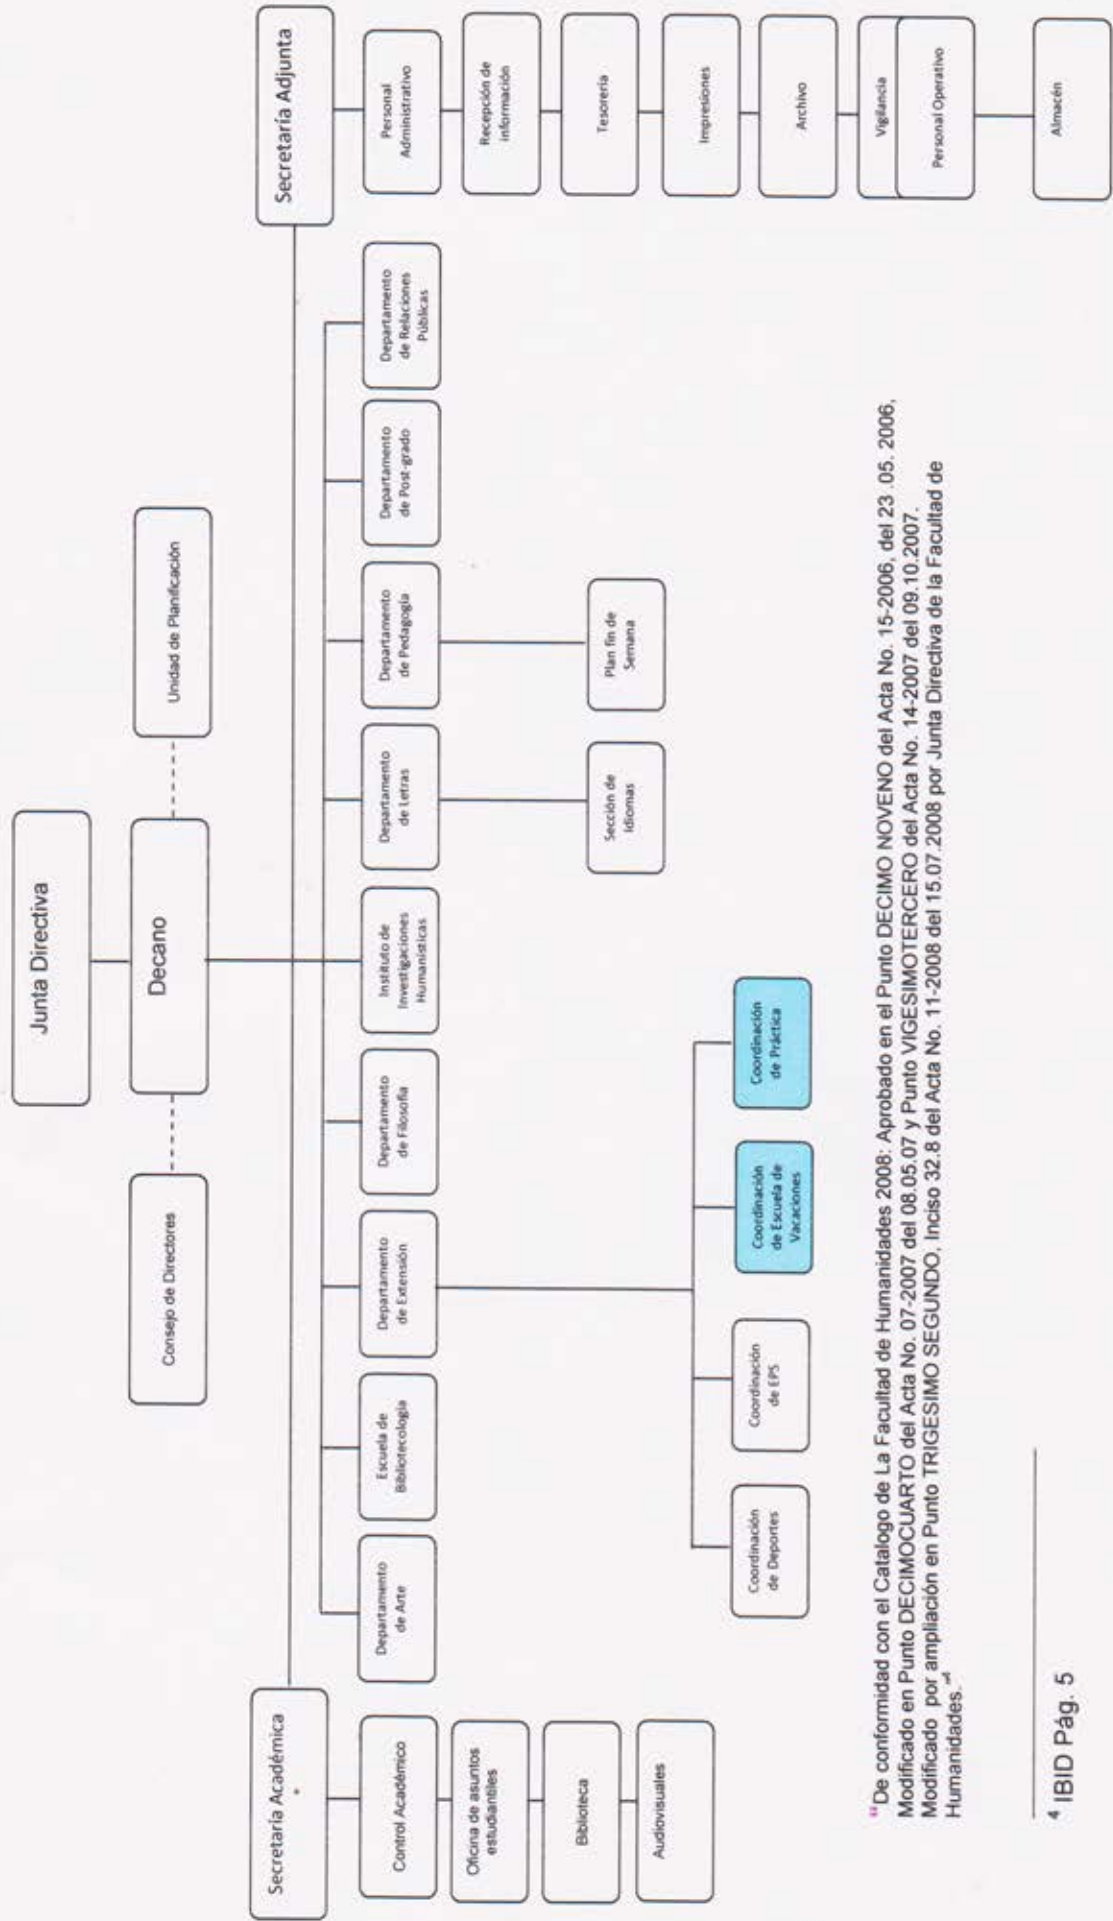 Junta Directiva
Consejo de Directores
Decano
Unidad de Planificación
Secretaría Académica
Secretaría Adjunta
Control Académico
Oficina de asuntos
estudiantiles
Biblioteca
Audiovisuales
Departamento
de Arte
Escuela de
Bibliotecología
Departamento
de Extensión
Departamento
de Filosofía
Instituto de
Investigaciones
Humanísticas
Departamento
de Letras
Departamento
de Pedagogía
Departamento
de Post-grado
Departamento
de Relaciones
Públicas
Personal
Administrativo
Recepción de
información
Tesorería
Impresiones
Archivo
Vigilancia
Personal Operativo
Almacén
Sección de
Idiomas
Plan fin de
Semana
Coordinación
de Deportes
Coordinación
de EPS
Coordinación
de Escuela de
Vacaciones
Coordinación
de Práctica
“De conformidad con el Catalogo de La Facultad de Humanidades 2008: Aprobado en el Punto DECIMO NOVENO del Acta No. 15-2006, del 23 .05. 2006,
Modificado en Punto DECIMOCUARTO del Acta No. 07-2007 del 08.05.07 y Punto VIGESIMOTERCERO del Acta No. 14-2007 del 09.10.2007.
Modificado por ampliación en Punto TRIGESIMO SEGUNDO, Inciso 32.8 del Acta No. 11-2008 del 15.07.2008 por Junta Directiva de la Facultad de
Humanidades.”4
4 IBID Pág. 5